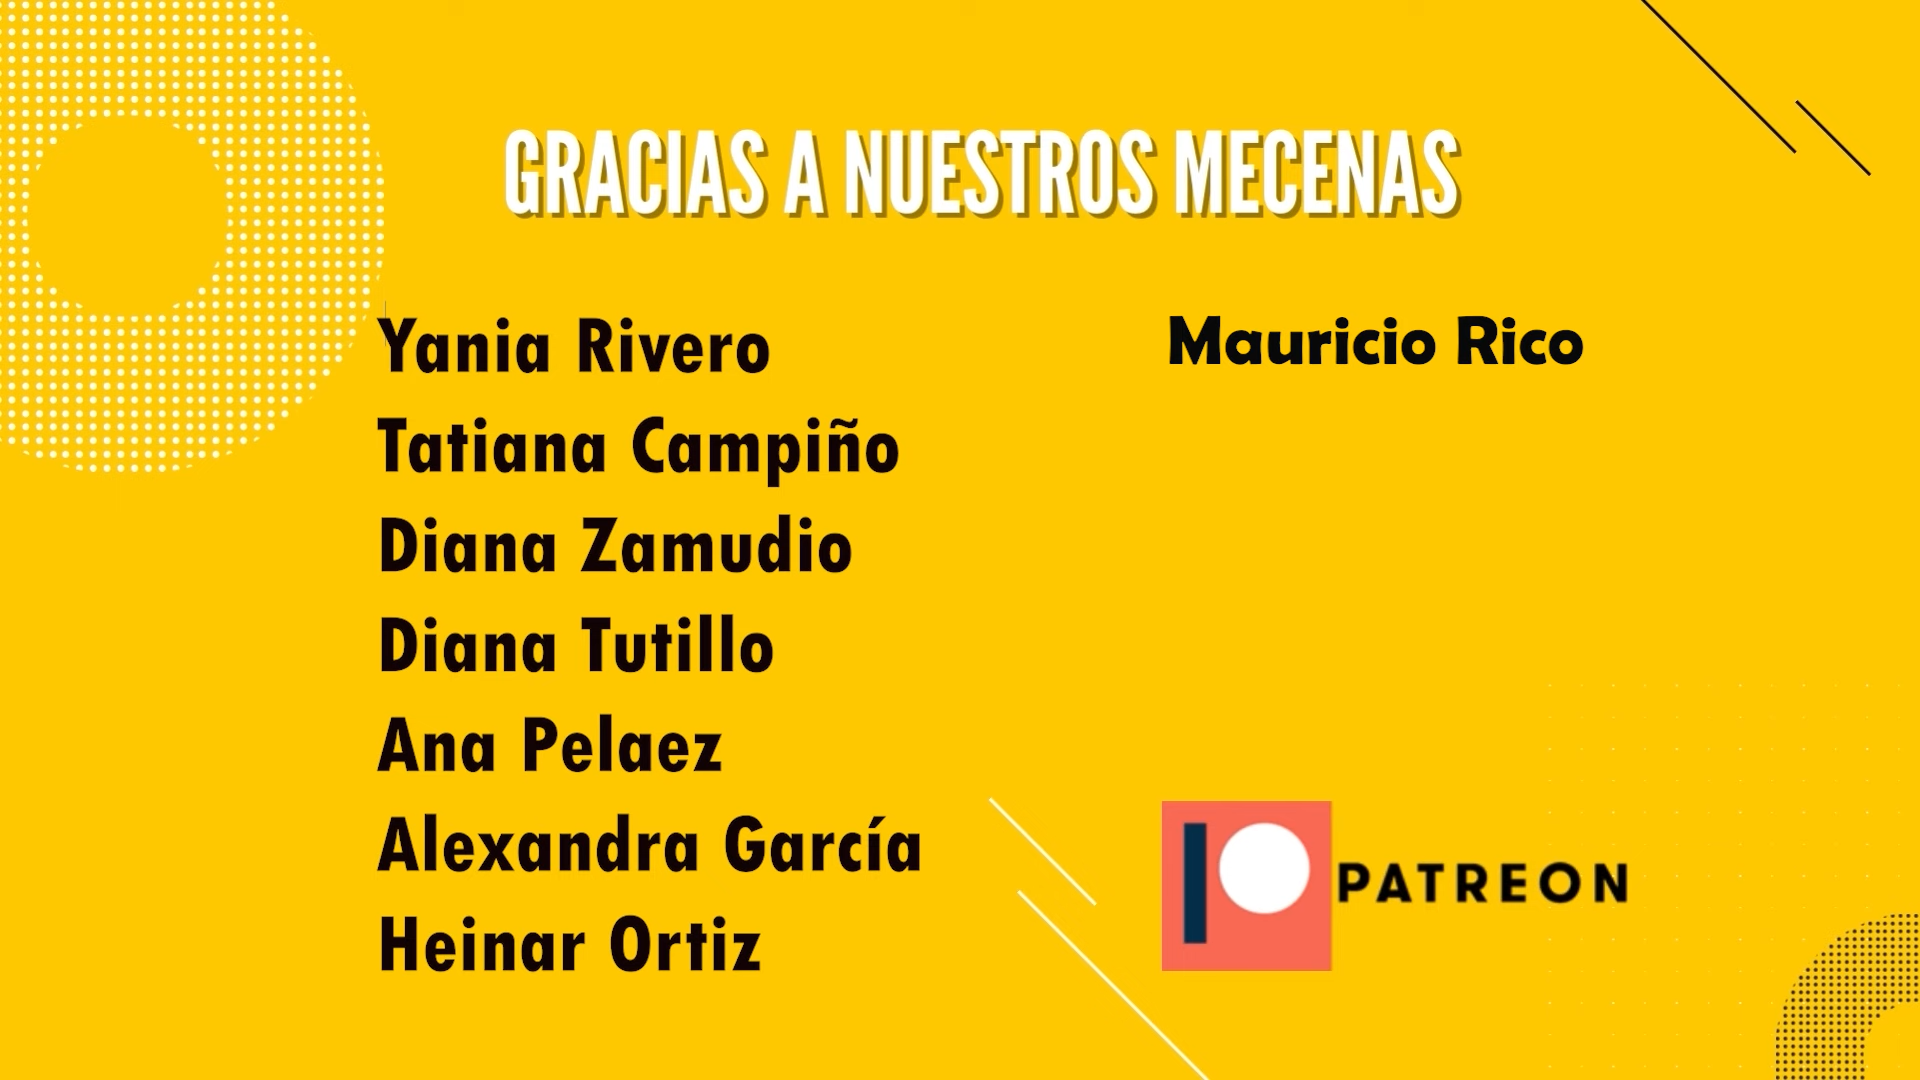 GRACIAS A NUESTROS MECENAS
Yania Rivero
Tatiana Campiño
Diana Zamudio
Diana Tutillo
Ana Pelaez
Alexandra García
Heinar Ortiz
Mauricio Rico
PATREON